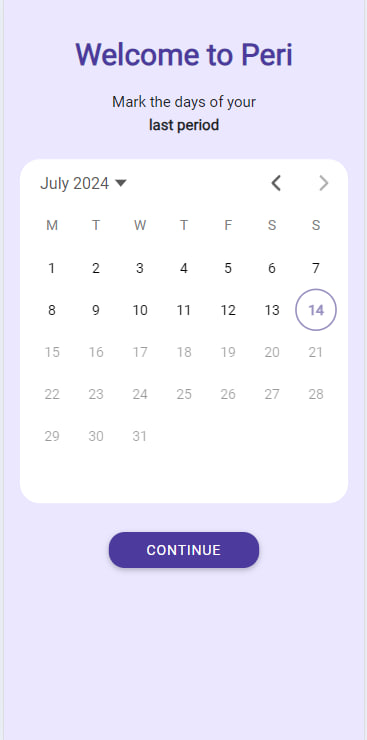 Welcome to Peri
Mark the days of your
last period
July 2024
M T W T F S S
1 2 3 4 5 6 7
8 9 10 11 12 13 14
15 16 17 18 19 20 21
22 23 24 25 26 27 28
29 30 31
CONTINUE